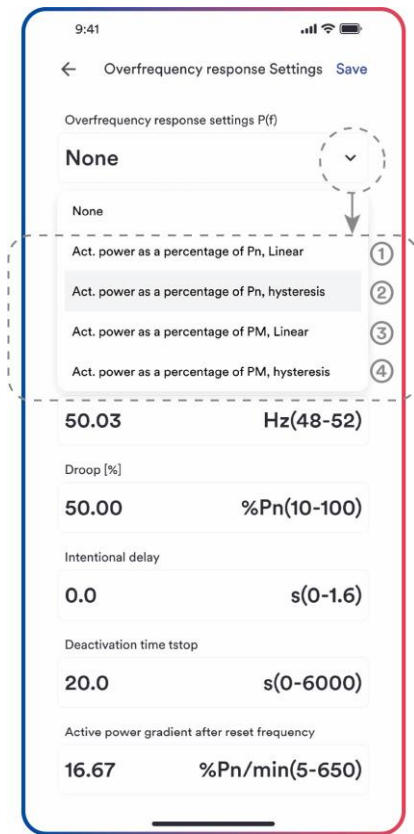 9:41
Overfrequency response Settings Save
Overfrequency response settings P(f)
None
None
Act. power as a percentage of Pn, Linear ①
Act. power as a percentage of Pn, hysteresis ②
Act. power as a percentage of PM, Linear ③
Act. power as a percentage of PM, hysteresis ④
50.03 Hz(48-52)
Droop [%]
50.00 %Pn(10-100)
Intentional delay
0.0 s(0-1.6)
Deactivation time tstop
20.0 s(0-6000)
Active power gradient after reset frequency
16.67 %Pn/min(5-650)